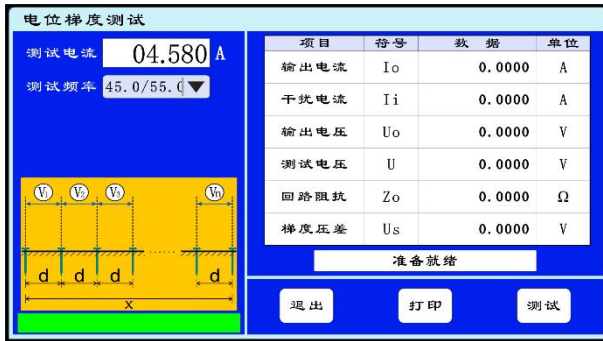 电位梯度测试
测试电流 04.580 A
测试频率 45.0/55.0
V₁ V₂ V₃ Vn
d d d d
x
项目 符号 数据 单位
输出电流 Io 0.0000 A
干扰电流 Ii 0.0000 A
输出电压 Uo 0.0000 V
测试电压 U 0.0000 V
回路阻抗 Zo 0.0000 Ω
梯度压差 Us 0.0000 V
准备就绪
退出 打印 测试